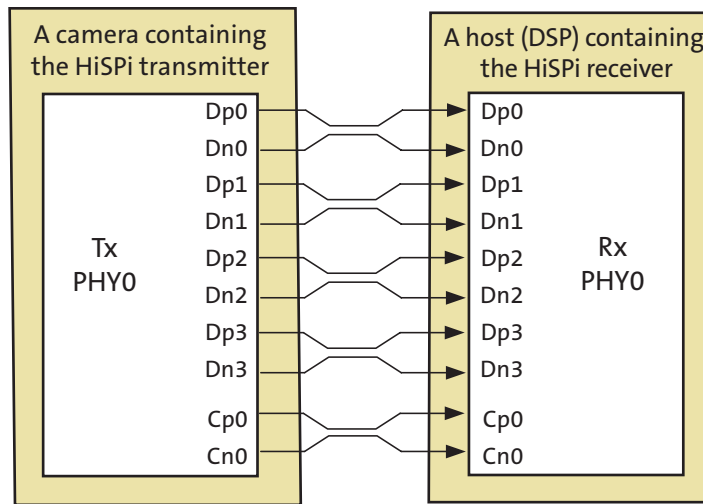 A camera containing
the HiSPi transmitter
Tx
PHY0
Dp0
Dn0
Dp1
Dn1
Dp2
Dn2
Dp3
Dn3
Cp0
Cn0
A host (DSP) containing
the HiSPi receiver
Dp0
Dn0
Dp1
Dn1
Dp2
Dn2
Dp3
Dn3
Cp0
Cn0
Rx
PHY0